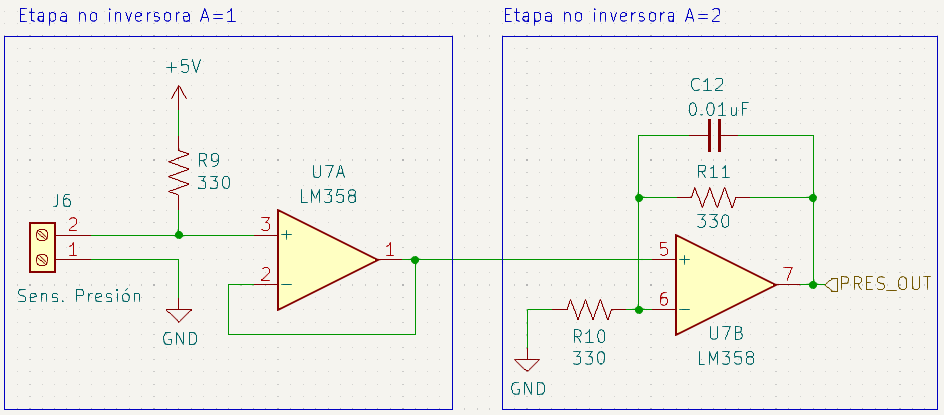 Etapa no inversora A=1
Etapa no inversora A=2
+5V
R9
330
J6
2
1
Sens. Presión
GND
U7A
LM358
3
+
2
-
1
C12
0.01uF
R11
330
5
+
6
-
7
PRES_OUT
R10
330
GND
U7B
LM358